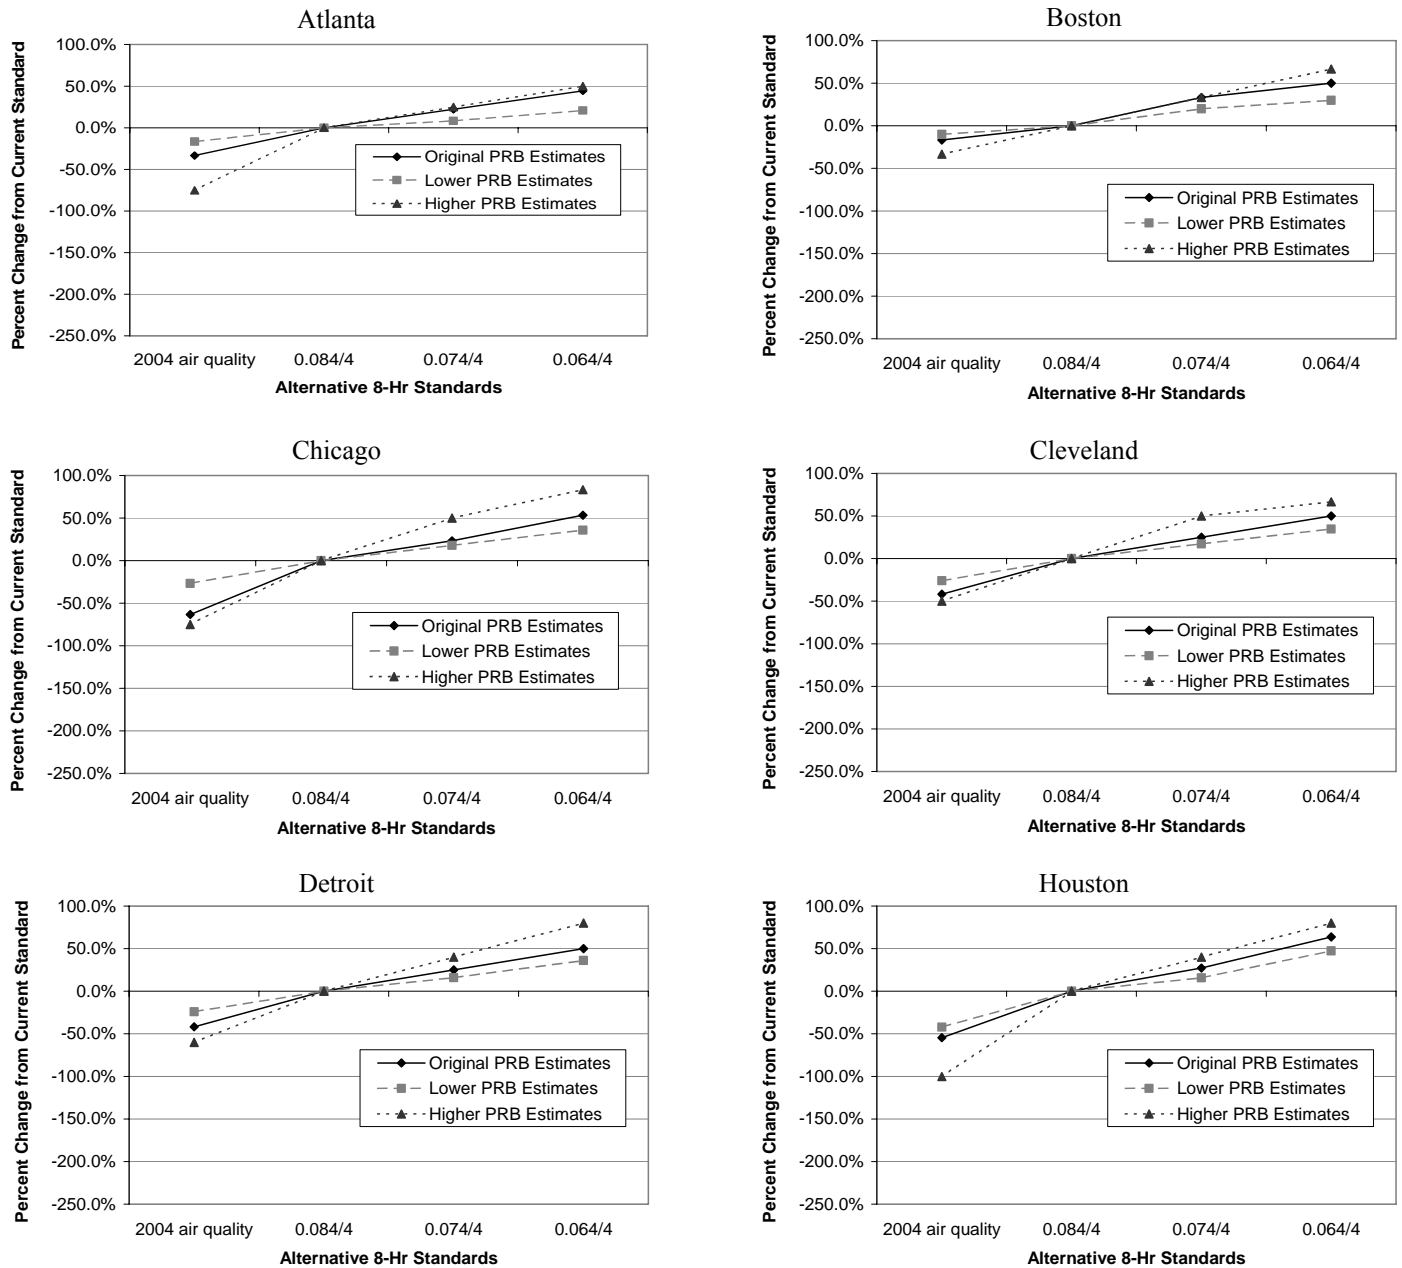 Atlanta
Percent Change from Current Standard
100.0%
50.0%
0.0%
-50.0%
-100.0%
-150.0%
-200.0%
-250.0%
Original PRB Estimates
Lower PRB Estimates
Higher PRB Estimates
2004 air quality 0.084/4 0.074/4 0.064/4
Alternative 8-Hr Standards
Boston
Percent Change from Current Standard
100.0%
50.0%
0.0%
-50.0%
-100.0%
-150.0%
-200.0%
-250.0%
Original PRB Estimates
Lower PRB Estimates
Higher PRB Estimates
2004 air quality 0.084/4 0.074/4 0.064/4
Alternative 8-Hr Standards
Chicago
Percent Change from Current Standard
100.0%
50.0%
0.0%
-50.0%
-100.0%
-150.0%
-200.0%
-250.0%
Original PRB Estimates
Lower PRB Estimates
Higher PRB Estimates
2004 air quality 0.084/4 0.074/4 0.064/4
Alternative 8-Hr Standards
Cleveland
Percent Change from Current Standard
100.0%
50.0%
0.0%
-50.0%
-100.0%
-150.0%
-200.0%
-250.0%
Original PRB Estimates
Lower PRB Estimates
Higher PRB Estimates
2004 air quality 0.084/4 0.074/4 0.064/4
Alternative 8-Hr Standards
Detroit
Percent Change from Current Standard
100.0%
50.0%
0.0%
-50.0%
-100.0%
-150.0%
-200.0%
-250.0%
Original PRB Estimates
Lower PRB Estimates
Higher PRB Estimates
2004 air quality 0.084/4 0.074/4 0.064/4
Alternative 8-Hr Standards
Houston
Percent Change from Current Standard
100.0%
50.0%
0.0%
-50.0%
-100.0%
-150.0%
-200.0%
-250.0%
Original PRB Estimates
Lower PRB Estimates
Higher PRB Estimates
2004 air quality 0.084/4 0.074/4 0.064/4
Alternative 8-Hr Standards